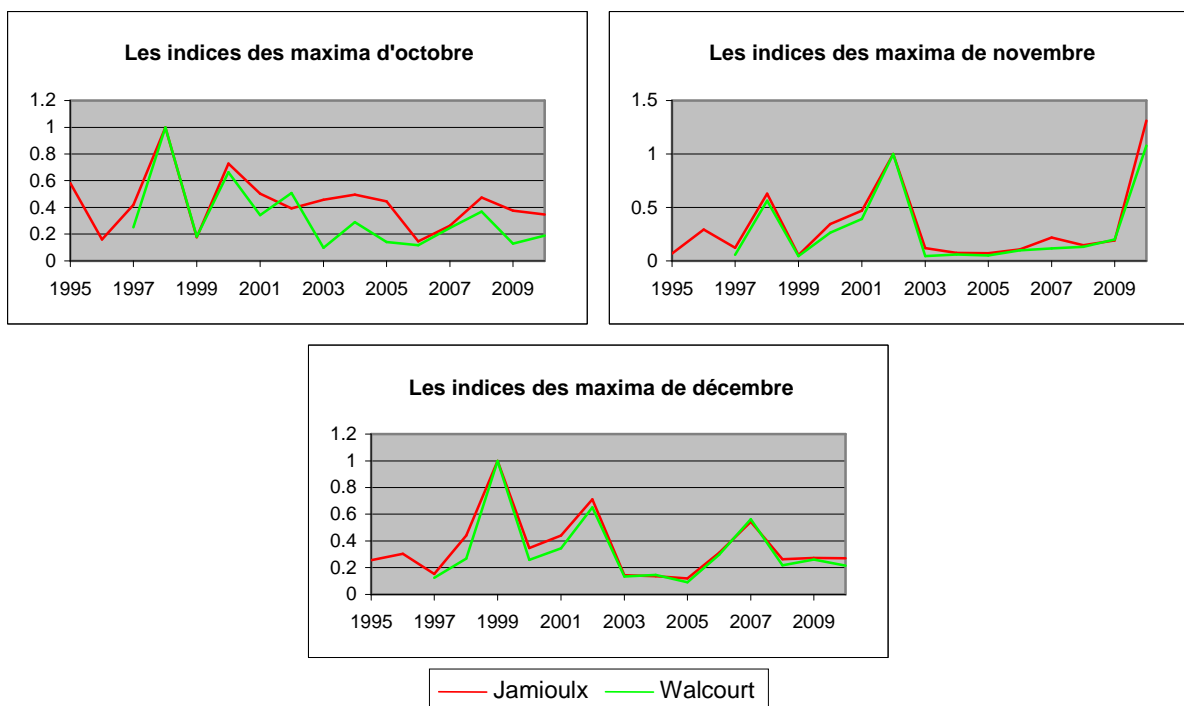 Les indices des maxima d'octobre
1.2
1
0.8
0.6
0.4
0.2
0
1995 1997 1999 2001 2003 2005 2007 2009
Les indices des maxima de novembre
1.5
1
0.5
0
1995 1997 1999 2001 2003 2005 2007 2009
Les indices des maxima de décembre
1.2
1
0.8
0.6
0.4
0.2
0
1995 1997 1999 2001 2003 2005 2007 2009
Jamioulx Walcourt